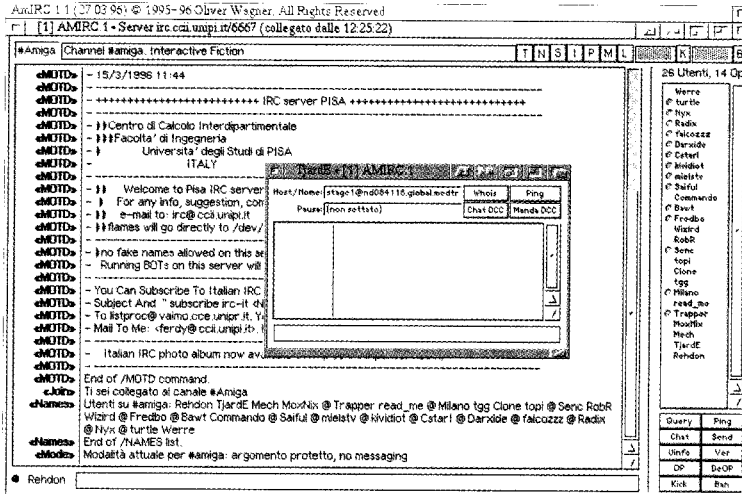 AmIRC 1.1 (27.03.96) © 1995-96 Oliver Wagner, All Rights Reserved
[1] AMIRC.1 - Server irc.ccii.unipi.it/6667 (collegato dalle 12:25:22)
#Amiga Channel #amiga. Interactive Fiction T N S I P M L K B
26 Utenti, 14 Op
«MOTD» - 15/3/1996 11:44
«MOTD» - ----------
«MOTD» - ++++++++++++++++++++++++++ IRC server PISA ++++++++++++++++++++++++++++
«MOTD» - ----------
«MOTD» - }}Centro di Calcolo Interdipartimentale
«MOTD» - }}}Facolta' di Ingegneria
«MOTD» - } Universita' degli Studi di PISA
«MOTD» - ITALY
«MOTD» - ----------
«MOTD» - }} Welcome to Pisa IRC server
«MOTD» - } For any info, suggestion, com
«MOTD» - }} e-mail to: irc@ccii.unipi.it
«MOTD» - }}flames will go directly to /dev/
«MOTD» - ----------
«MOTD» - }no fake names allowed on this se
«MOTD» - Running BOTs on this server will
«MOTD» - ----------
«MOTD» - You Can Subscribe To Italian IRC
«MOTD» - Subject And " subscribe irc-it
«MOTD» - To listproc@vaimo.cce.unipr.it.
«MOTD» - Mail To Me: <ferdy@ccii.unipi.it>.
«MOTD» - ----------
«MOTD» - Italian IRC photo album now
«MOTD» - ----------
«MOTD» End of /MOTD command.
«Join» Ti sei collegato al canale #Amiga
«Names» Utenti su #amiga: Rehdon TjardE Mech MoxNix @ Trapper read_me @ Milano tgg Clone topi @ Senc RobR
Wizird @ Fredbo @ Bawt Commando @ Saiful @ mielstv @ kividiot @ Cstar1 @ Darxide @ falcozzz @ Radix
@ Nyx @ turtle Werre
«Names» End of /NAMES list.
«Mode» Modalità attuale per #amiga: argomento protetto, no messaging
Rehdon
TjardE • [1] AMIRC.1
Host/Nome: stage1@nd084116.global.medtr Whois Ping
Pausa: (non settato) Chat DCC Manda DCC
Werre
turtle
Nyx
Radix
falcozzz
Darxide
Cstar1
kividiot
mielstv
Saiful
Commando
Bawt
Fredbo
Wizird
RobR
Senc
topi
Clone
tgg
Milano
read_me
Trapper
MoxNix
Mech
TjardE
Rehdon
Query Ping
Chat Send
UInfo Ver
OP DeOP
Kick Ban